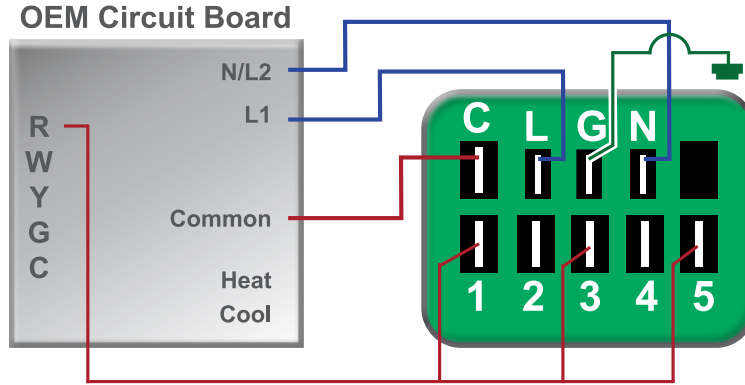 OEM Circuit Board
N/L2
L1
R
W
Y
G
C
Common
Heat
Cool
C L G N
1 2 3 4 5